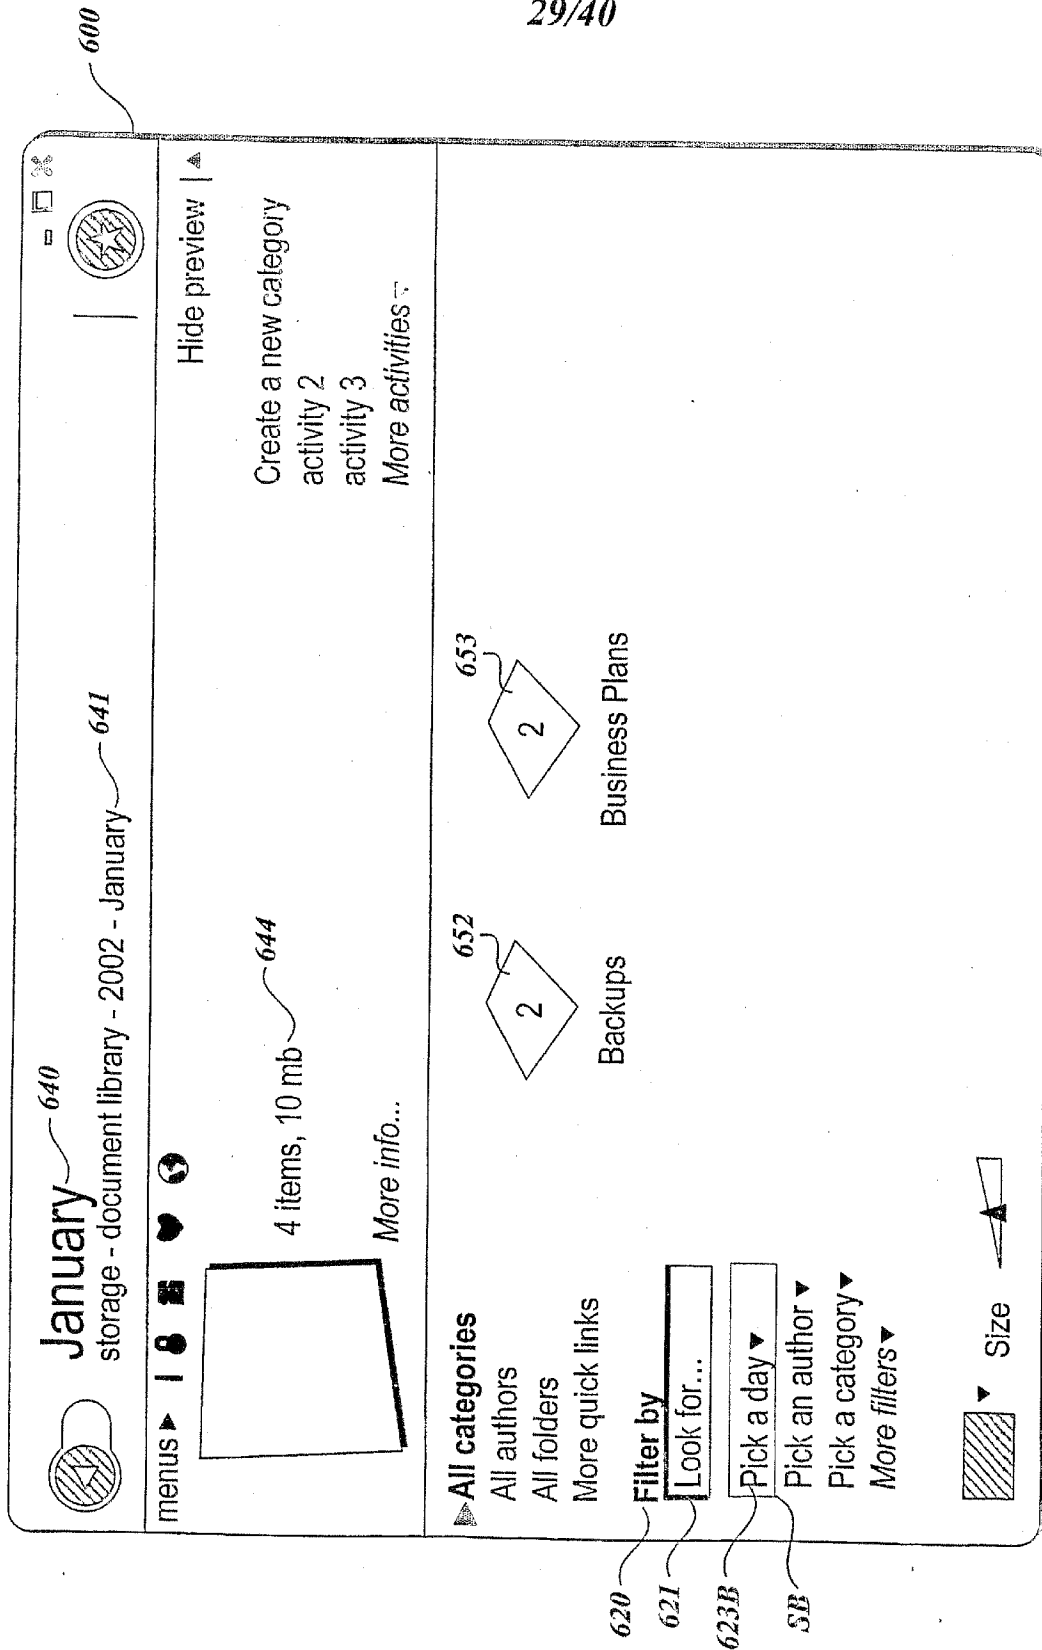 29/40
600
January
640
storage - document library - 2002 - January
641
menus
Hide preview
4 items, 10 mb
644
More info...
Create a new category
activity 2
activity 3
More activities
All categories
All authors
All folders
More quick links
652
2
Backups
653
2
Business Plans
620
Filter by
621
Look for...
623B
Pick a day
SB
Pick an author
Pick a category
More filters
Size